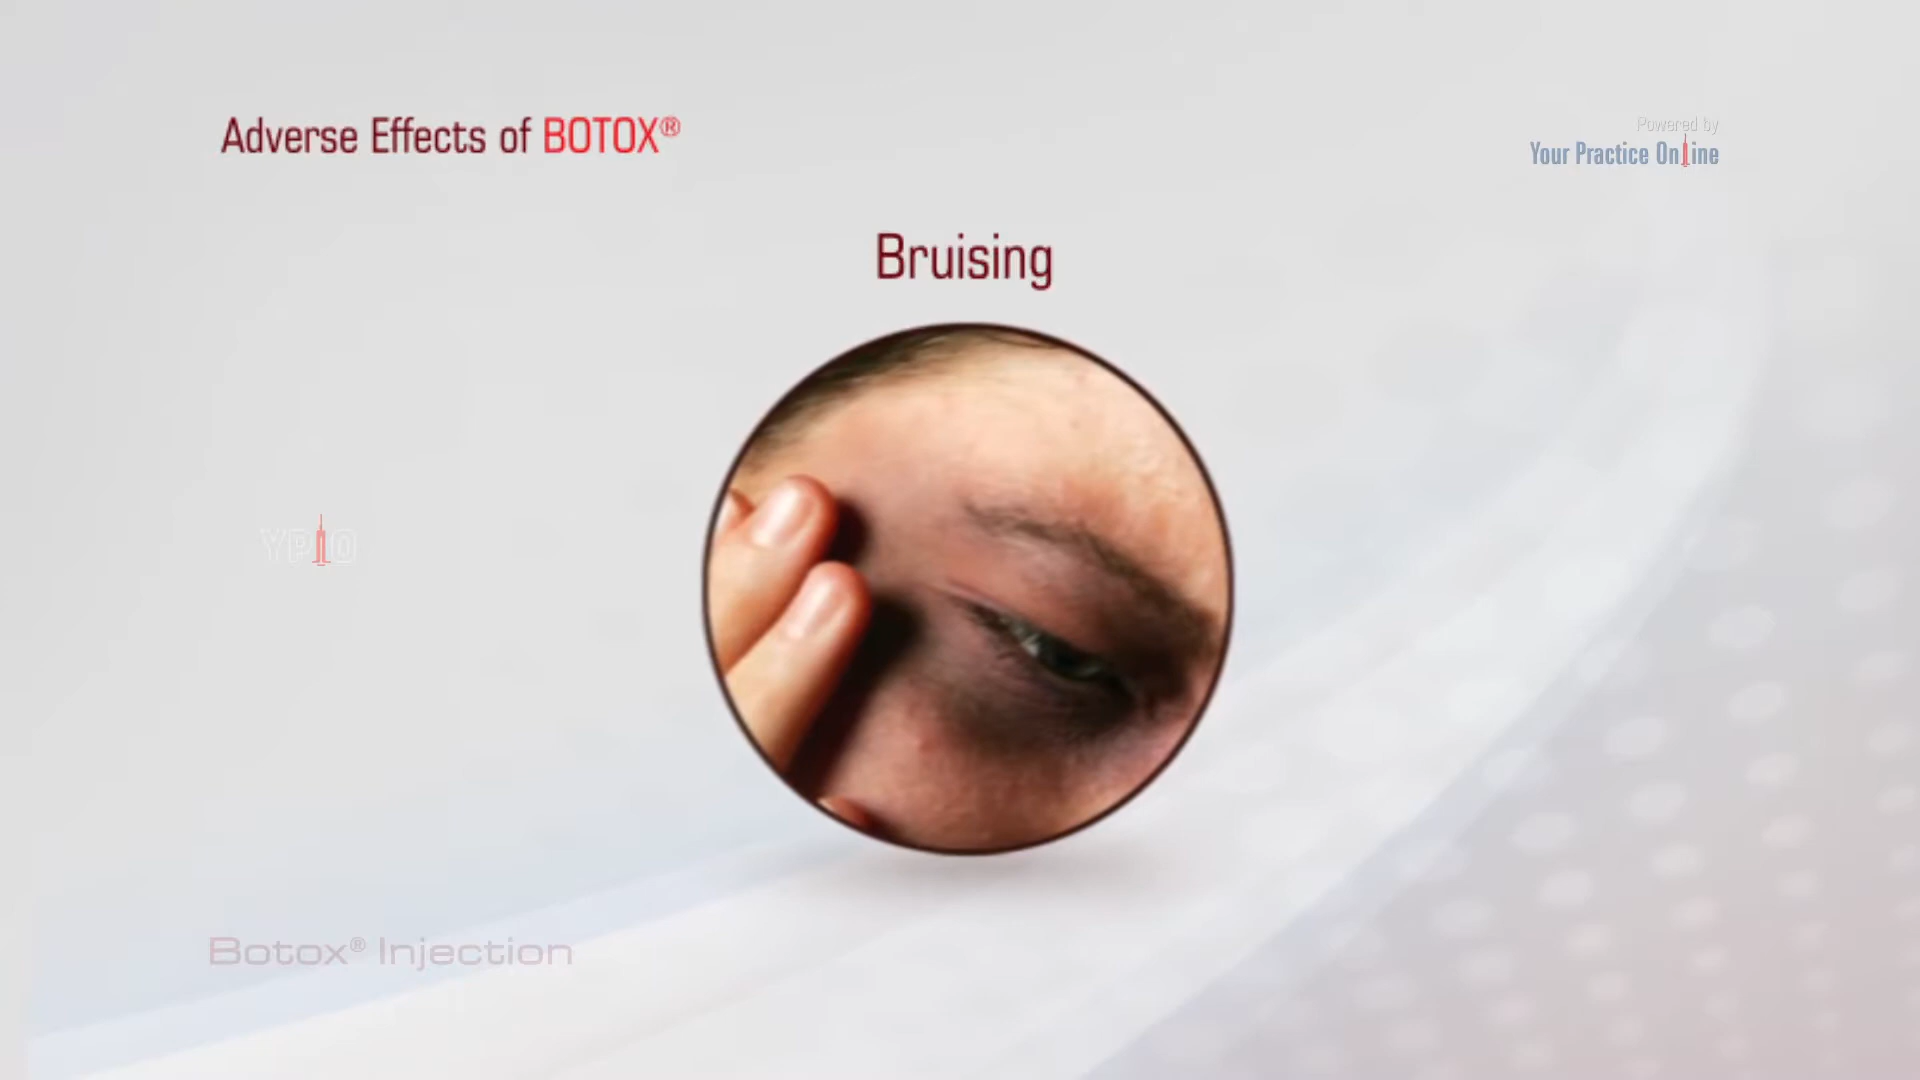 Adverse Effects of BOTOX®
Powered by
Your Practice Online
Bruising
YPO
Botox® Injection